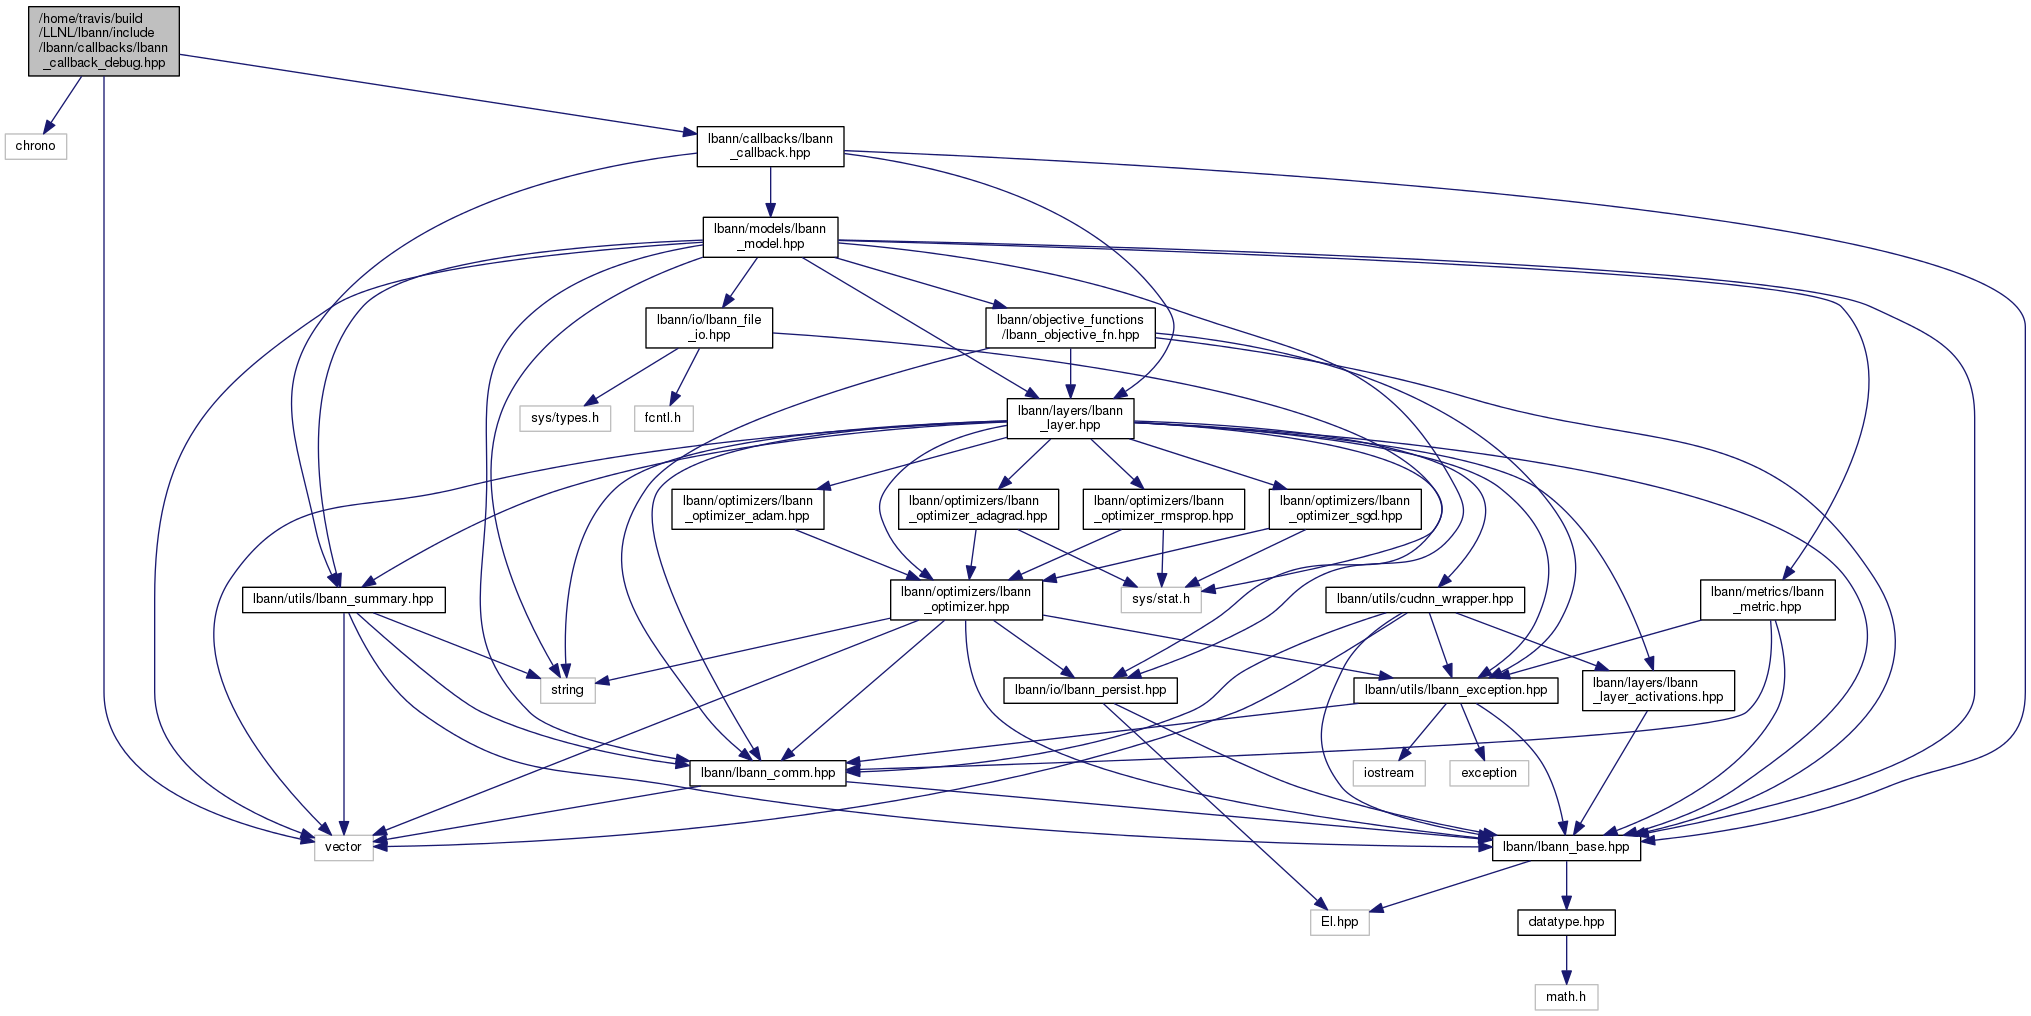 /home/travis/build
/LLNL/lbann/include
/lbann/callbacks/lbann
_callback_debug.hpp
chrono
lbann/callbacks/lbann
_callback.hpp
lbann/models/lbann
_model.hpp
lbann/io/lbann_file
_io.hpp
lbann/objective_functions
/lbann_objective_fn.hpp
sys/types.h
fcntl.h
lbann/layers/lbann
_layer.hpp
lbann/optimizers/lbann
_optimizer_adam.hpp
lbann/optimizers/lbann
_optimizer_adagrad.hpp
lbann/optimizers/lbann
_optimizer_rmsprop.hpp
lbann/optimizers/lbann
_optimizer_sgd.hpp
lbann/utils/lbann_summary.hpp
lbann/optimizers/lbann
_optimizer.hpp
sys/stat.h
lbann/utils/cudnn_wrapper.hpp
lbann/metrics/lbann
_metric.hpp
string
lbann/io/lbann_persist.hpp
lbann/utils/lbann_exception.hpp
lbann/layers/lbann
_layer_activations.hpp
lbann/lbann_comm.hpp
iostream
exception
vector
lbann/lbann_base.hpp
El.hpp
datatype.hpp
math.h